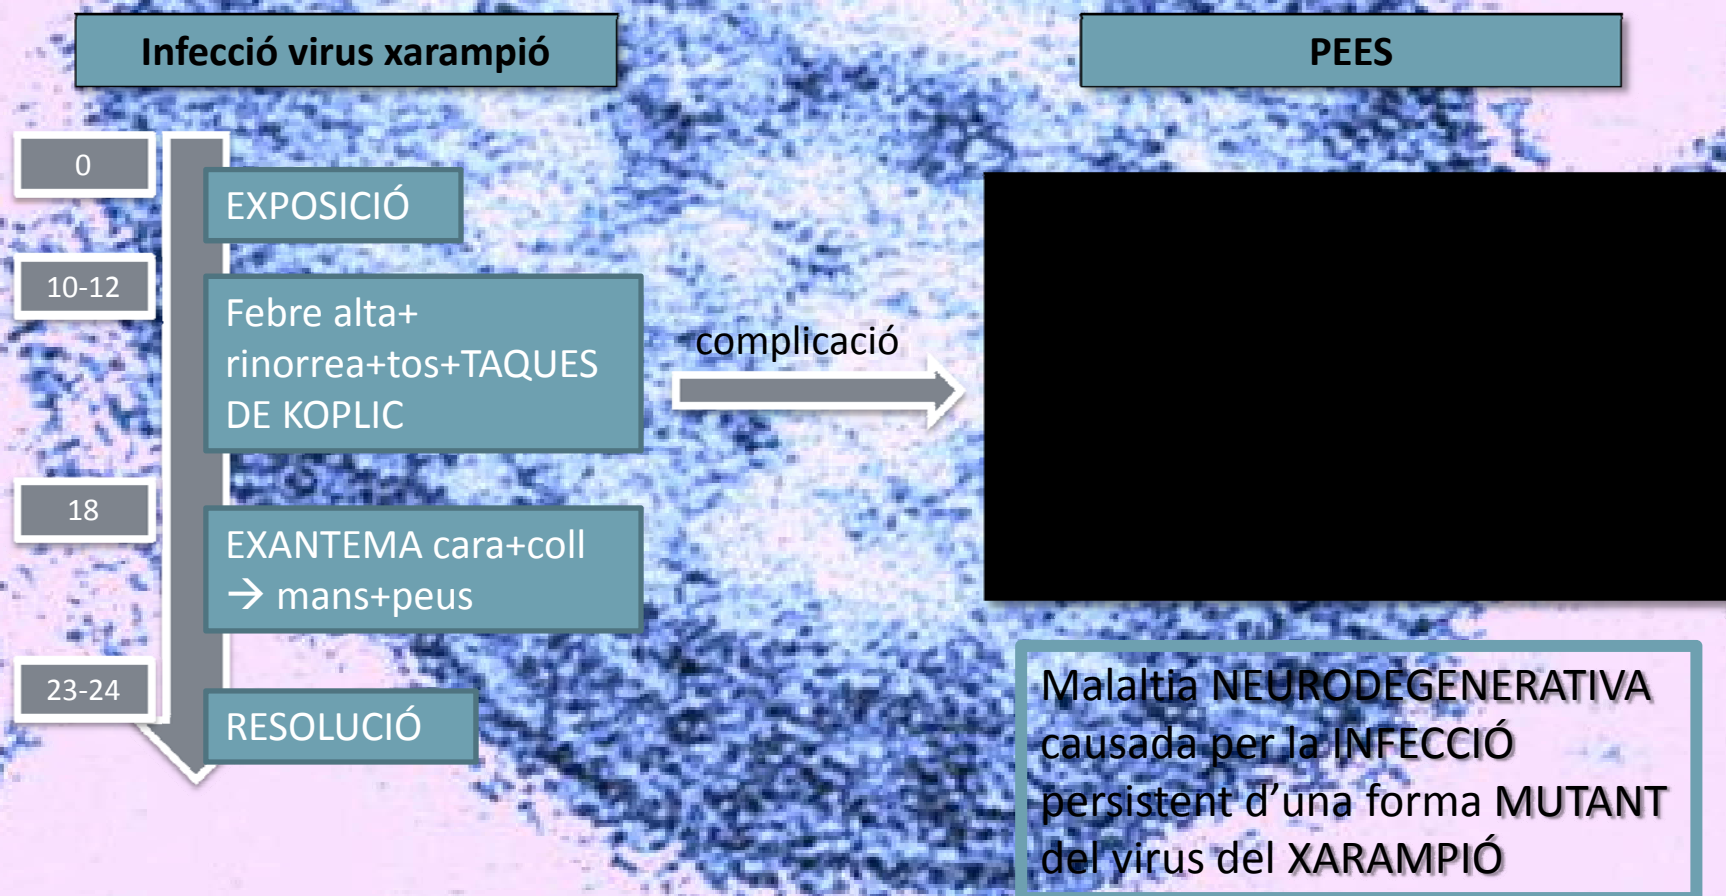 Infecció virus xarampió
PEES
0
EXPOSICIÓ
10-12
Febre alta+
rinorrea+tos+TAQUES
DE KOPLIC
complicació
18
EXANTEMA cara+coll
→ mans+peus
23-24
RESOLUCIÓ
Malaltia NEURODEGENERATIVA
causada per la INFECCIÓ
persistent d’una forma MUTANT
del virus del XARAMPIÓ